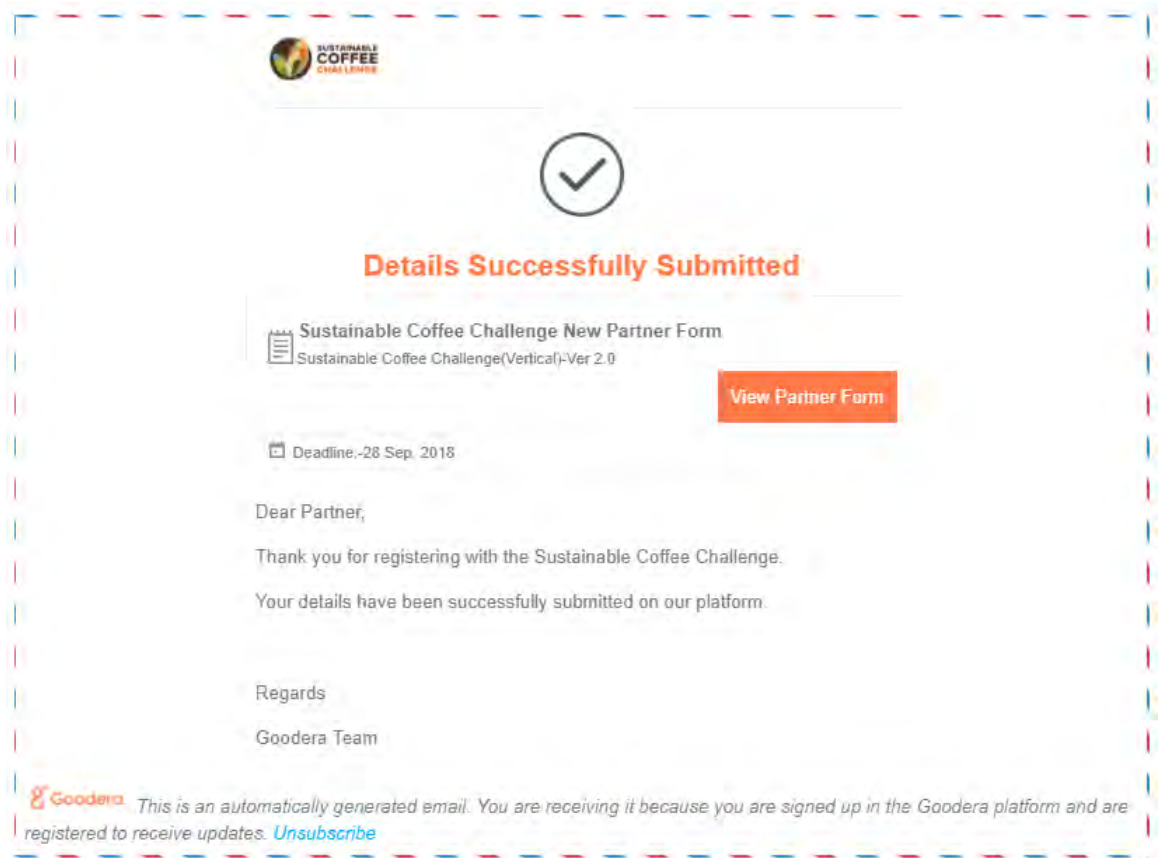 SUSTAINABLE
COFFEE
CHALLENGE
Details Successfully Submitted
Sustainable Coffee Challenge New Partner Form
Sustainable Coffee Challenge(Vertical)-Ver 2.0
View Partner Form
Deadline.-28 Sep. 2018
Dear Partner,
Thank you for registering with the Sustainable Coffee Challenge.
Your details have been successfully submitted on our platform.
Regards
Goodera Team
Goodera This is an automatically generated email. You are receiving it because you are signed up in the Goodera platform and are
registered to receive updates. Unsubscribe